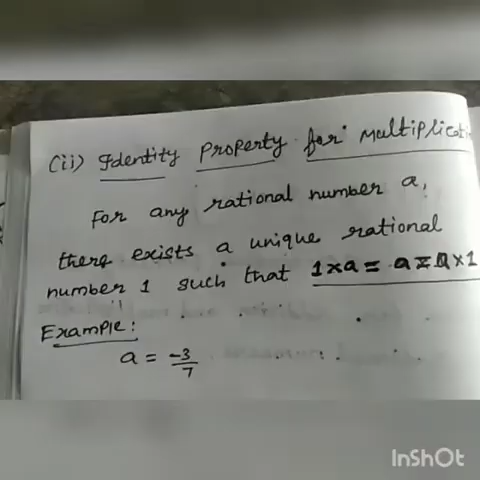 (ii) Identity Property for Multiplicati
For any rational number a,
there exists a unique rational
number 1 such that 1×a = a = a×1
Example:
a = -3/7
InShOt